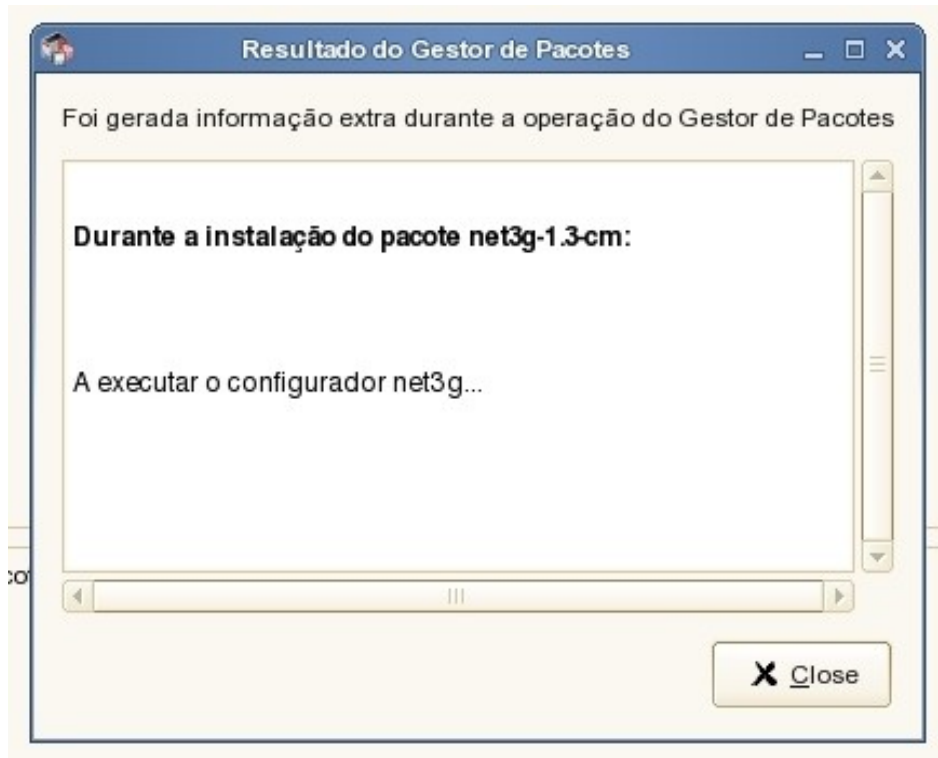 Resultado do Gestor de Pacotes
Foi gerada informação extra durante a operação do Gestor de Pacotes
Durante a instalação do pacote net3g-1.3-cm:
A executar o configurador net3g...
Close